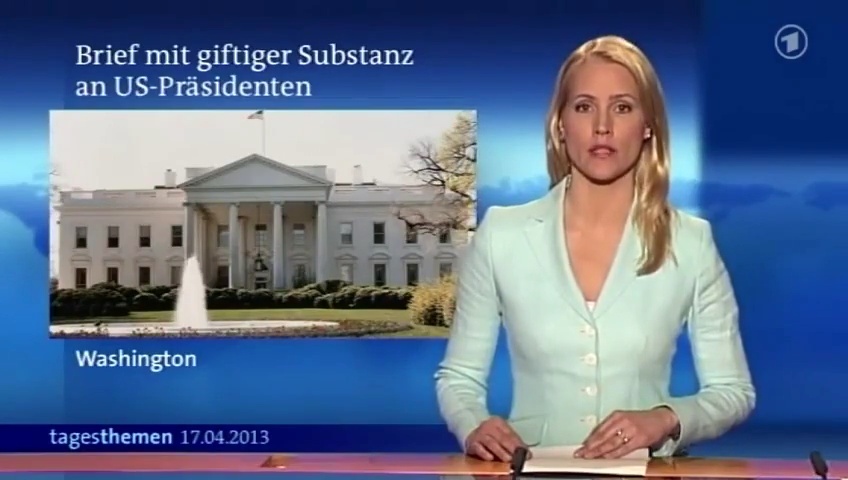 Brief mit giftiger Substanz
an US-Präsidenten
1
Washington
tagesthemen 17.04.2013